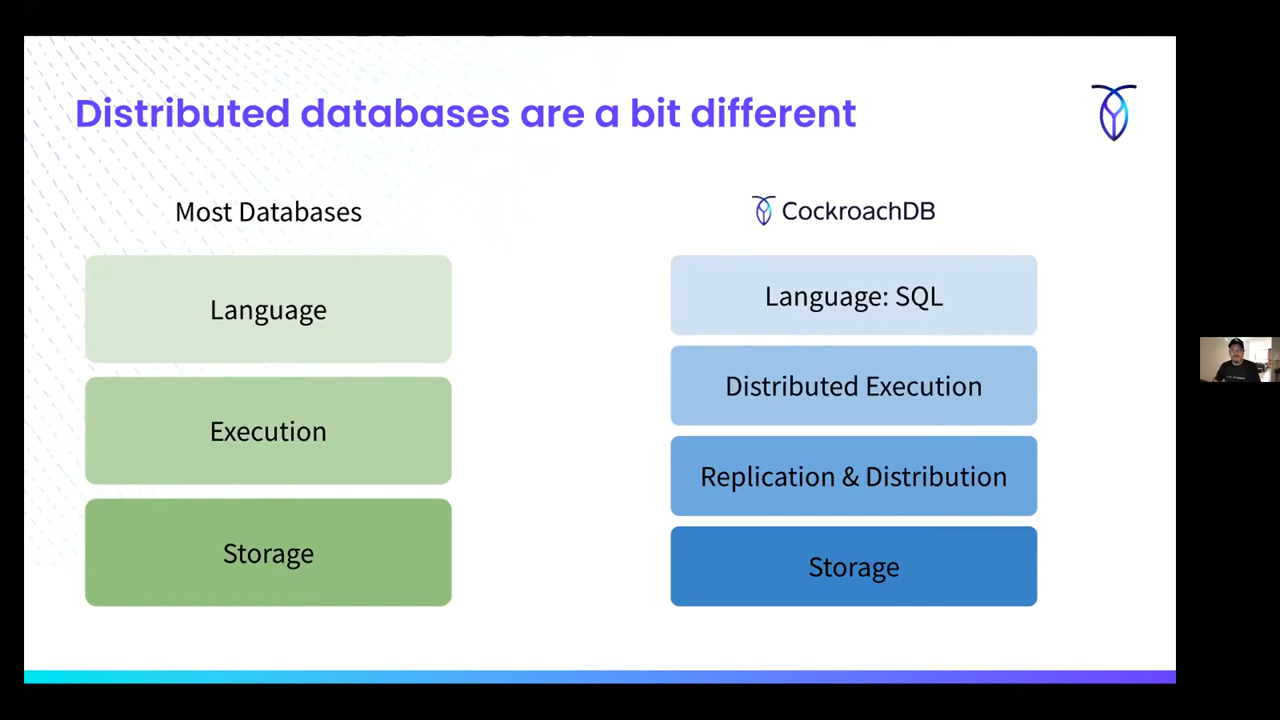 Distributed databases are a bit different
Most Databases
Language
Execution
Storage
CockroachDB
Language: SQL
Distributed Execution
Replication & Distribution
Storage